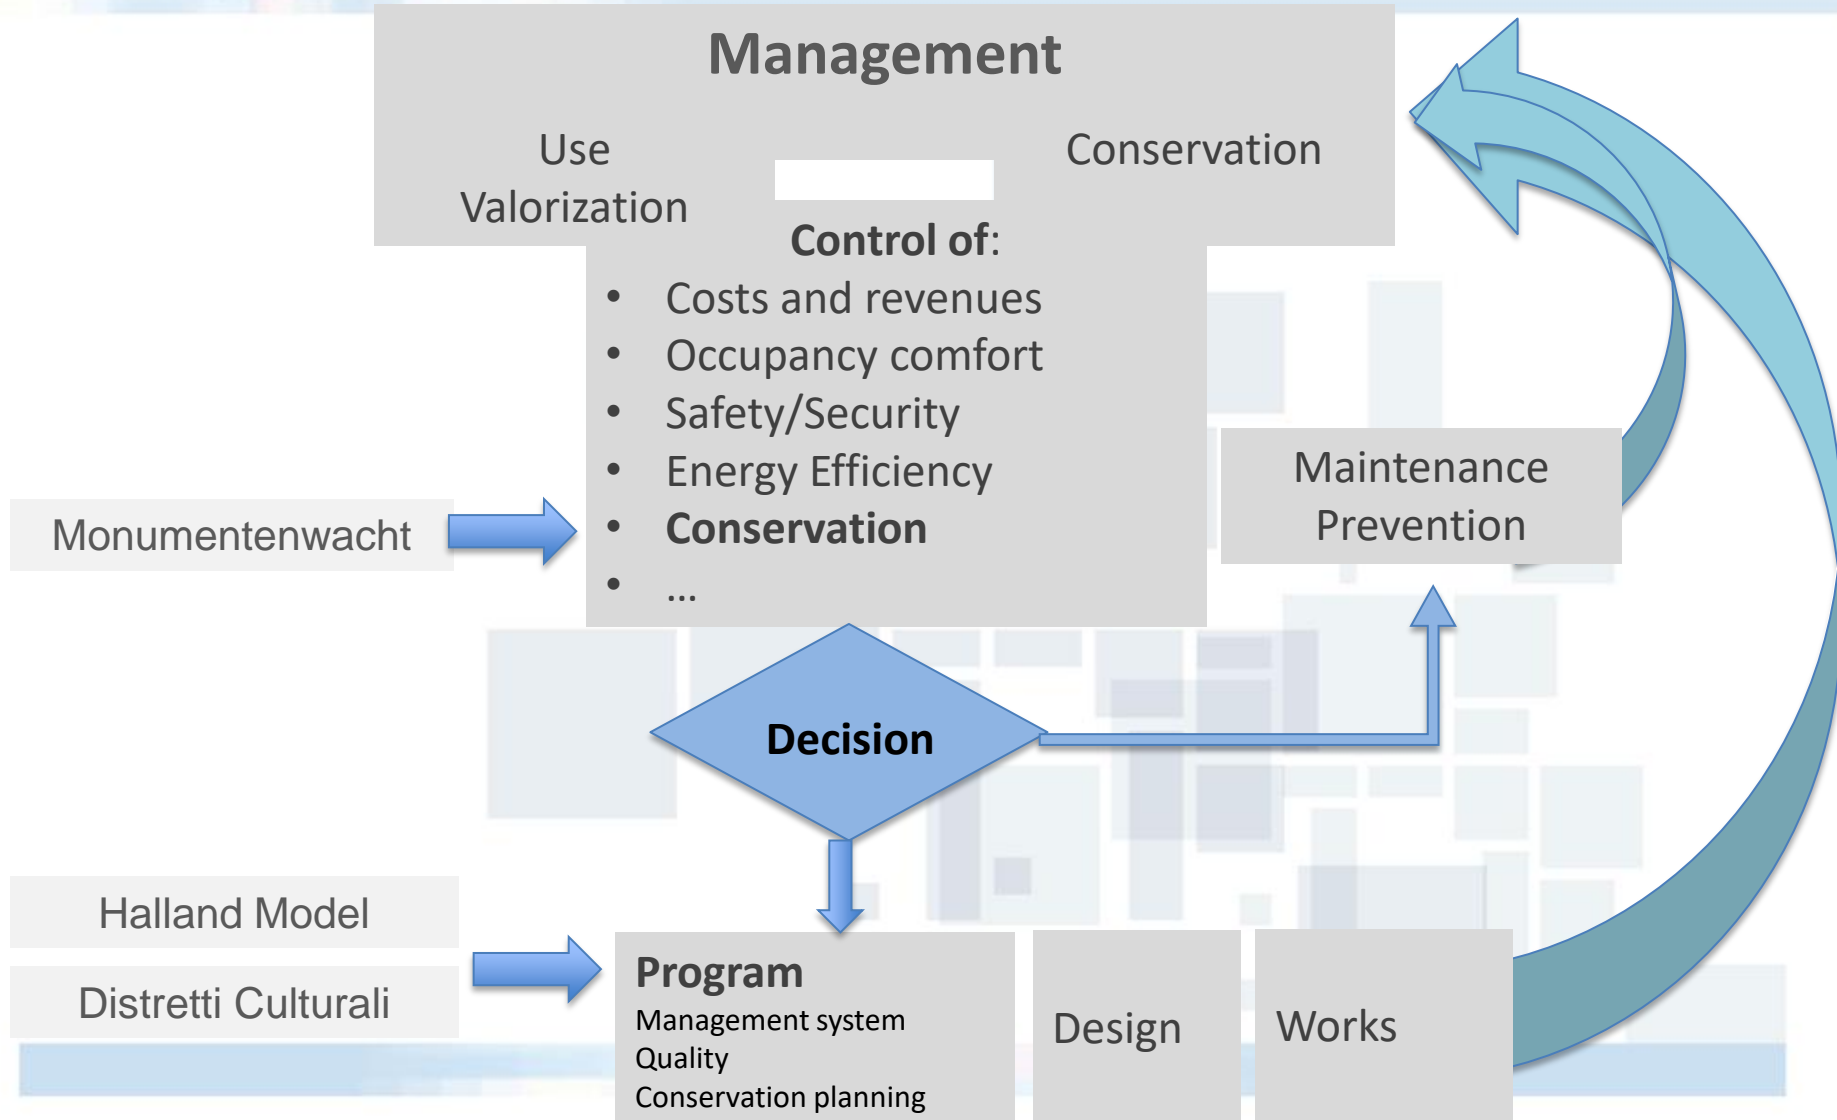 Management
Use
Valorization
Conservation
Control of:
• Costs and revenues
• Occupancy comfort
• Safety/Security
• Energy Efficiency
• Conservation
• ...
Monumentenwacht
Maintenance
Prevention
Decision
Halland Model
Distretti Culturali
Program
Management system
Quality
Conservation planning
Design
Works